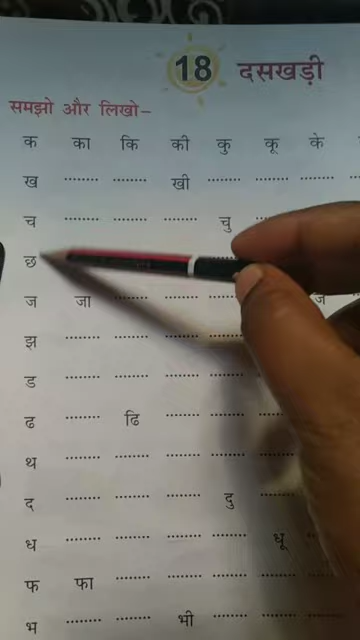 18 दसखड़ी
समझो और लिखो–
क का कि की कु कू के
ख ........ ........ खी ........ ........ ........
च ........ ........ ........ चु
छ
ज जा ........ ........ ........
झ ........ ........ ........ ........
ड ........ ........ ........ ........
ढ ........ ढि ........ ........ ........
थ ........ ........ ........ ........ ........
द ........ ........ ........ दु ........
ध ........ ........ ........ ........ धू
फ फा ........ ........ ........ ........ ........
भ ........ ........ भी ........ ........ ........